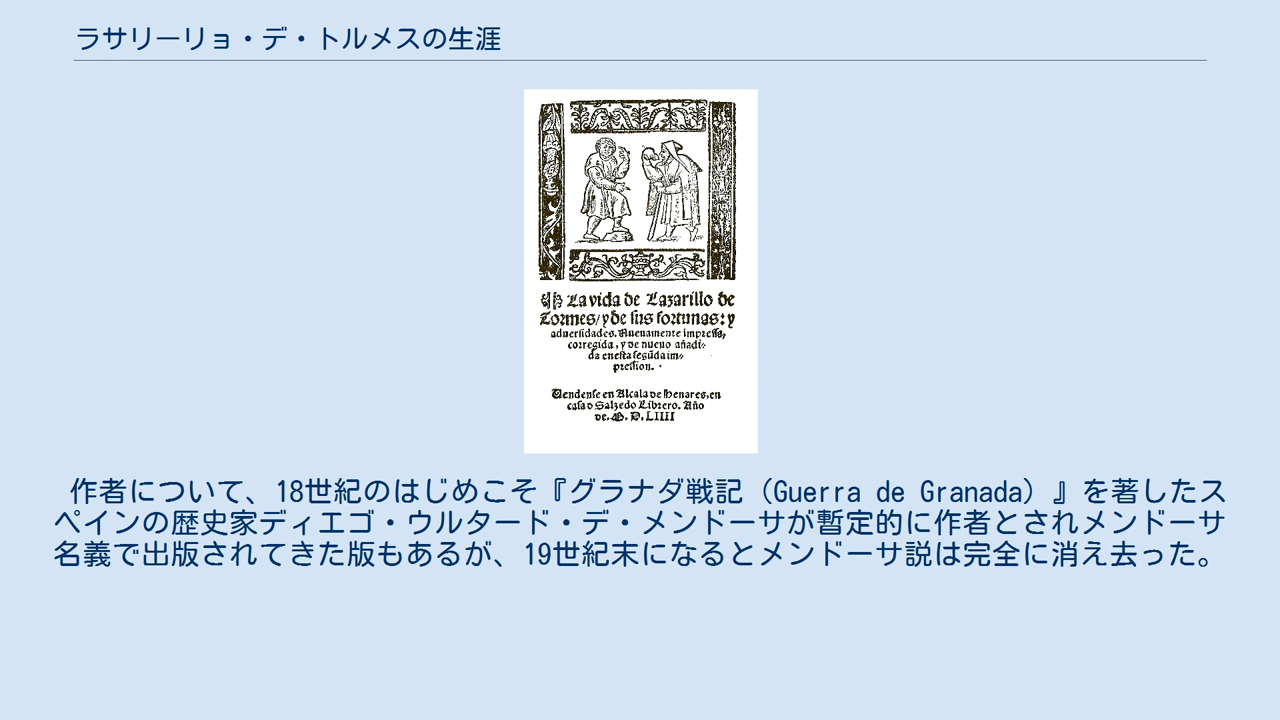 ラサリーリョ・デ・トルメスの生涯
La vida de Lazarillo de
Tormes/y de sus fortunas: y
aduersidades. Nueuamente impressa,
corregida, y de nueuo añadi-
da en esta segūda im-
pression.
Uendense en Alcala de Henares, en
casa d Salzedo Librero. Año
de. M. D. LIIII
作者について、18世紀のはじめこそ『グラナダ戦記（Guerra de Granada）』を著したス
ペインの歴史家ディエゴ・ウルタード・デ・メンドーサが暫定的に作者とされメンドーサ
名義で出版されてきた版もあるが、19世紀末になるとメンドーサ説は完全に消え去った。